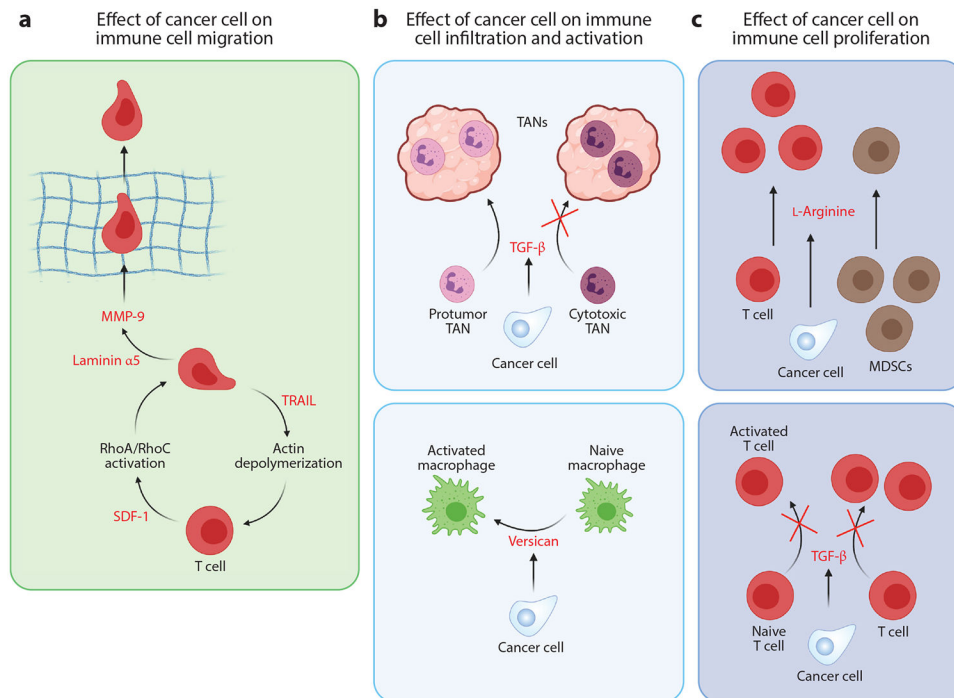 a
Effect of cancer cell on
immune cell migration
MMP-9
Laminin α5
TRAIL
RhoA/RhoC
activation
Actin
depolymerization
SDF-1
T cell
b
Effect of cancer cell on immune
cell infiltration and activation
TANs
TGF-β
Protumor
TAN
Cytotoxic
TAN
Cancer cell
Activated
macrophage
Naive
macrophage
Versican
Cancer cell
c
Effect of cancer cell on
immune cell proliferation
L-Arginine
T cell
Cancer cell
MDSCs
Activated
T cell
TGF-β
Naive
T cell
T cell
Cancer cell